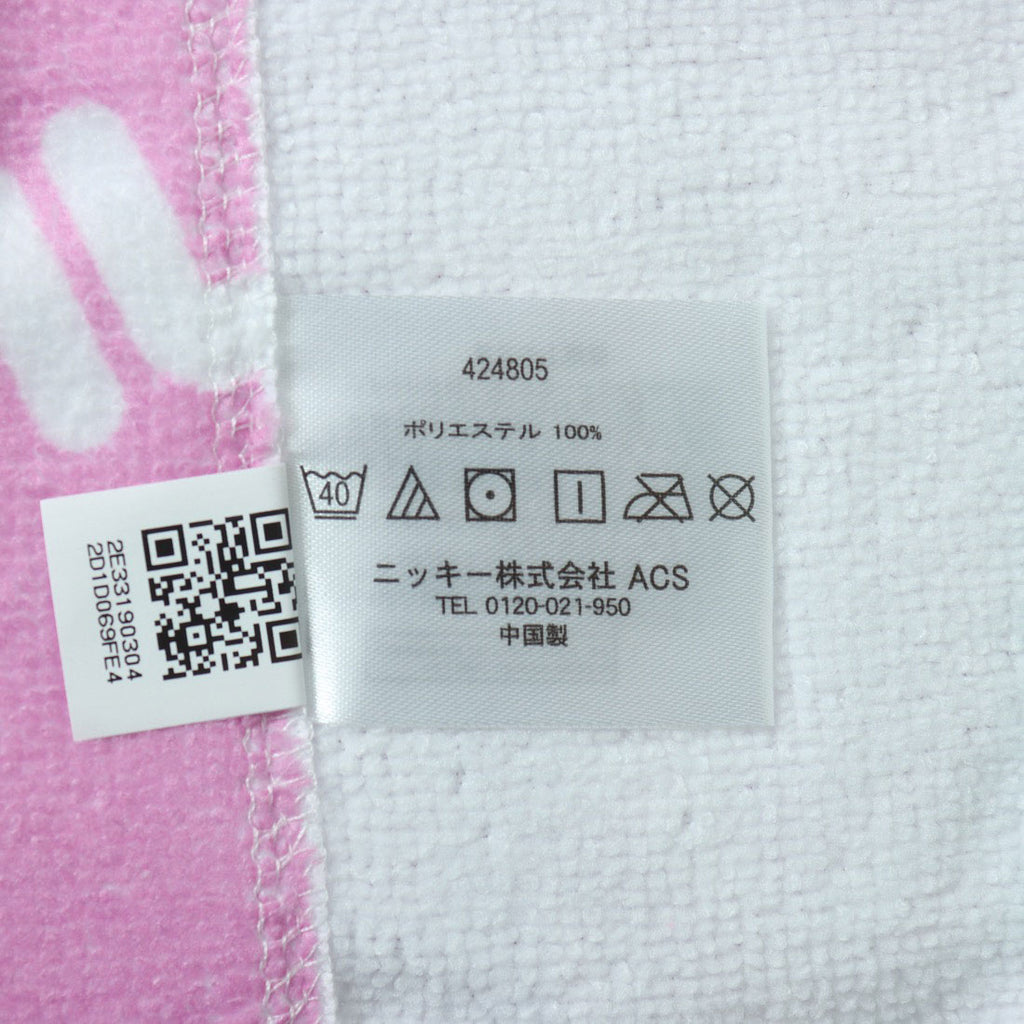 424805
ポリエステル 100%
40
ニッキー株式会社 ACS
TEL 0120-021-950
中国製
2E33190304
2D1D069FE4